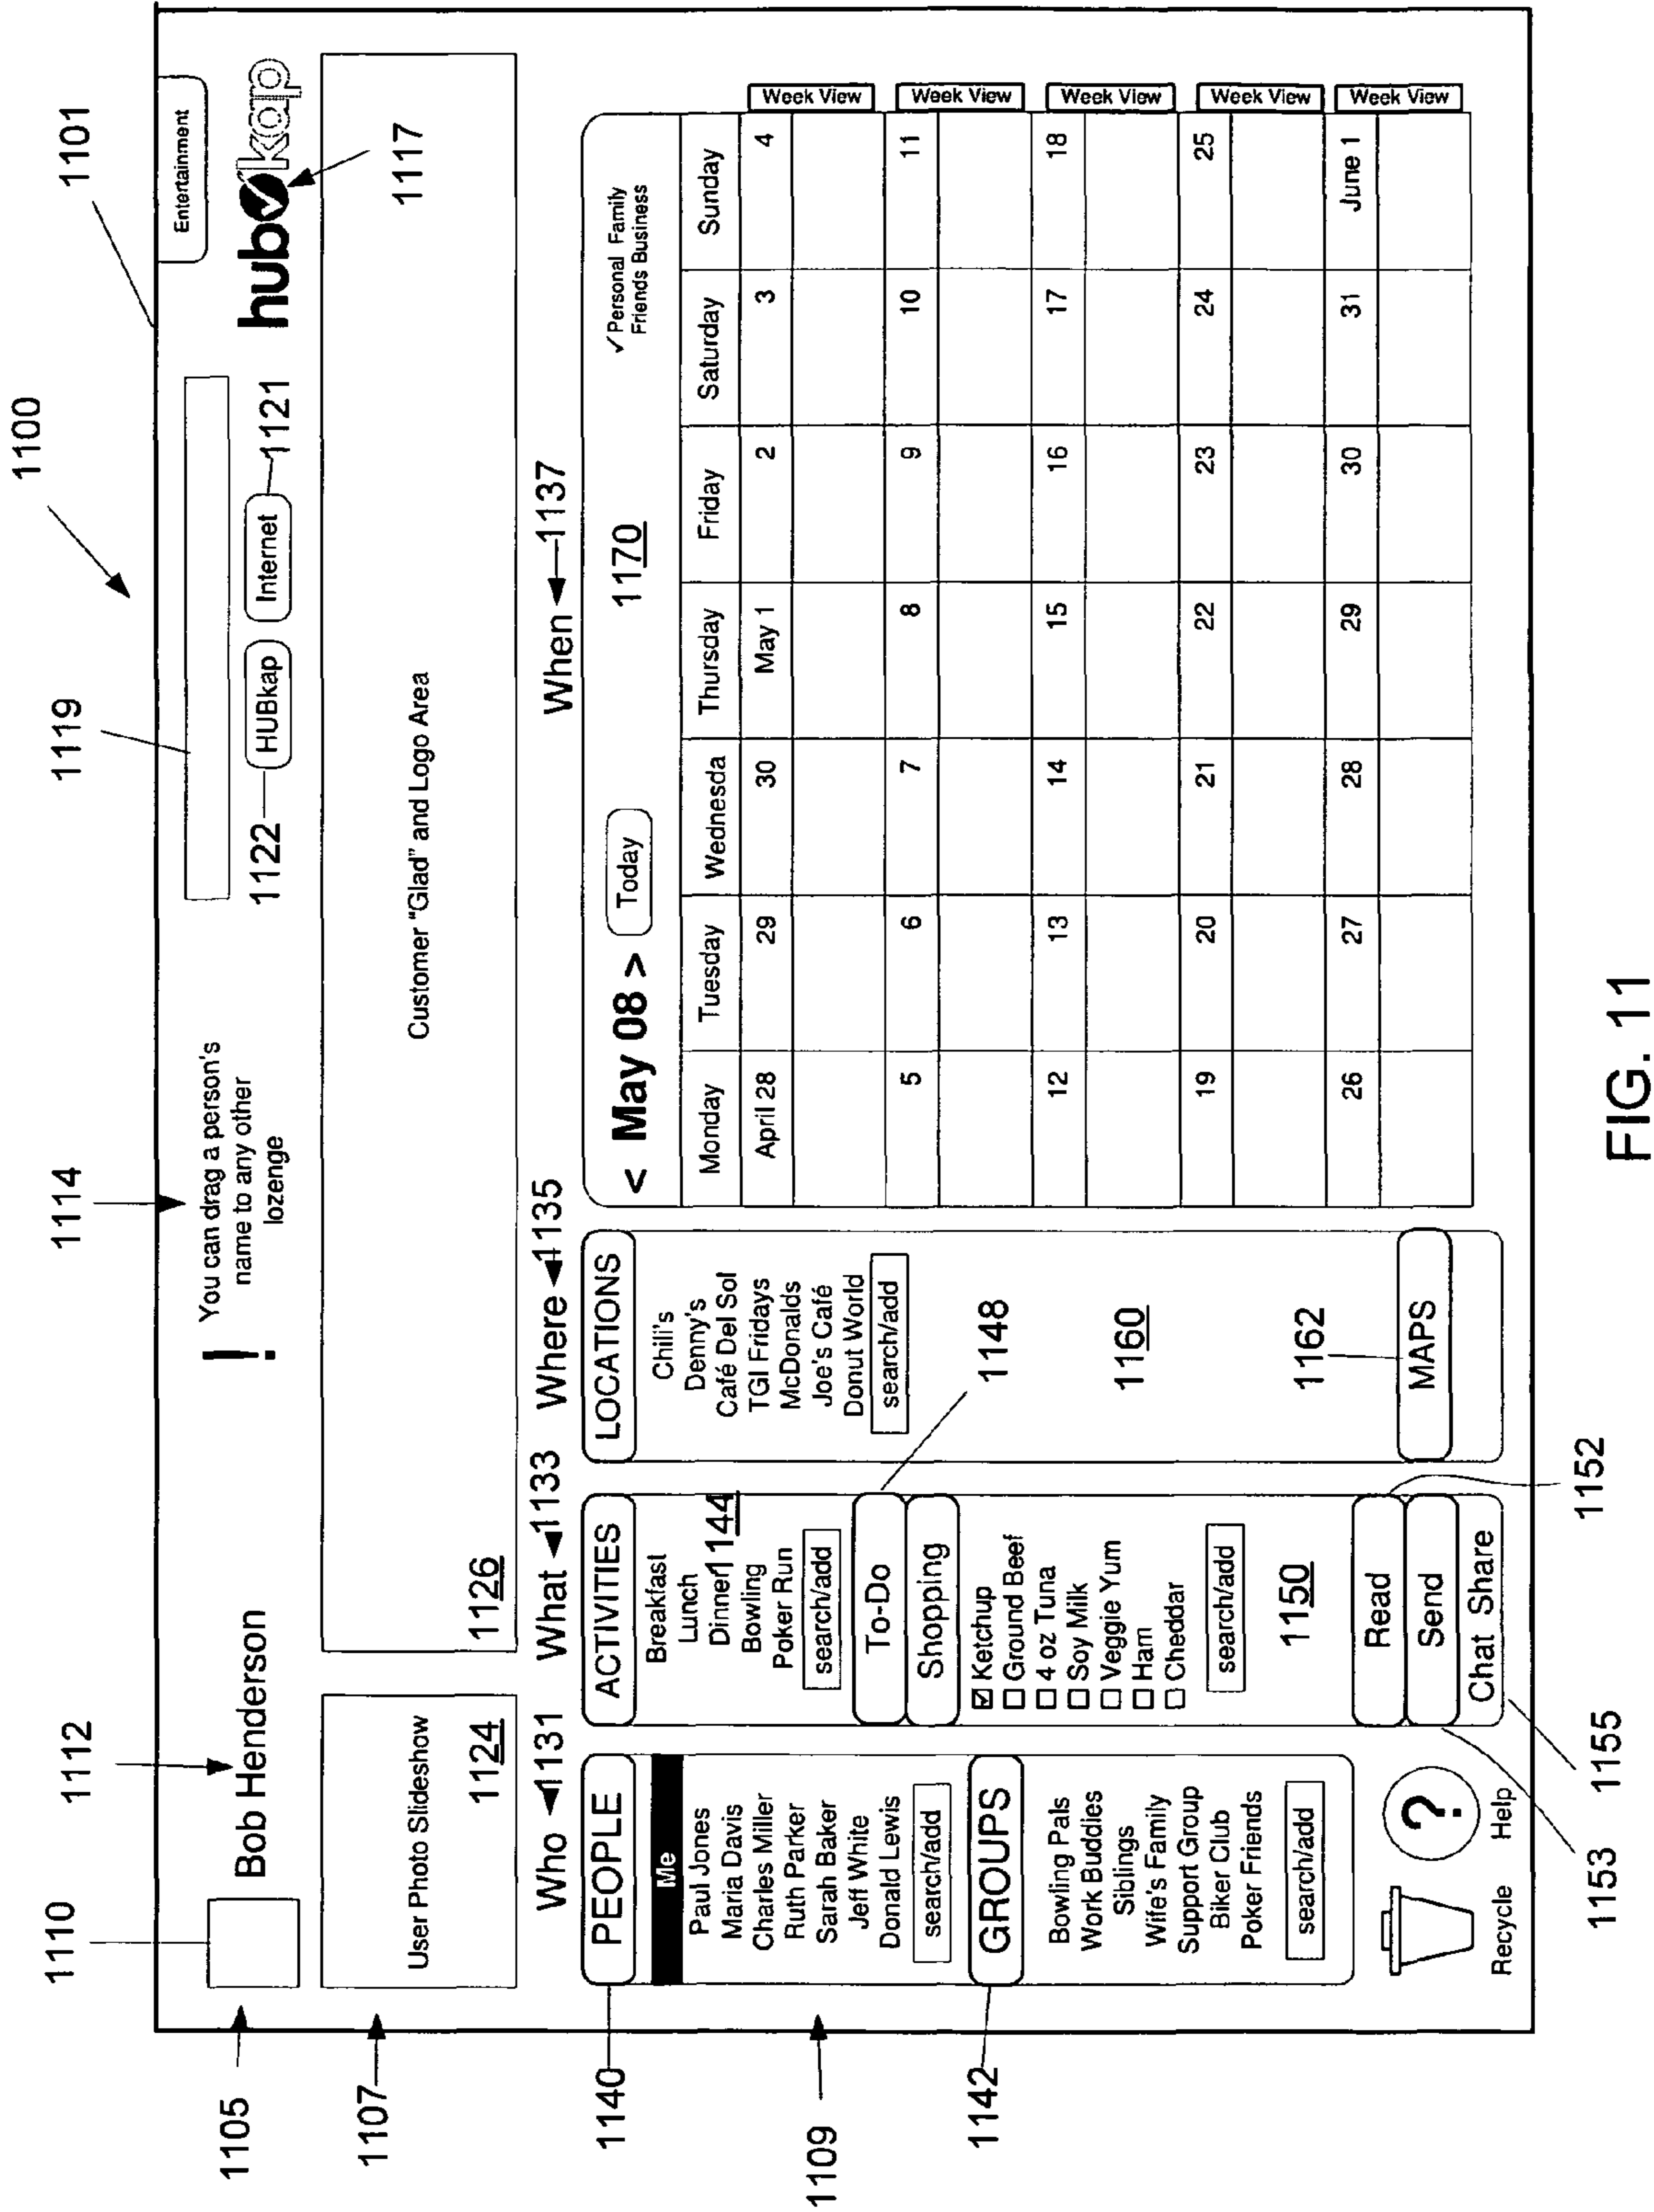 1100
1101
1119
1114
1112
1110
Entertainment
hub kap
1117
1122 HUBkap Internet 1121
! You can drag a person's
name to any other
lozenge
Bob Henderson
1105
1107
User Photo Slideshow
1124
Customer "Glad" and Logo Area
1126
Who 1131 What 1133 Where 1135 When 1137
1140
PEOPLE
Me
Paul Jones
Maria Davis
Charles Miller
Ruth Parker
Sarah Baker
Jeff White
Donald Lewis
search/add
1109
1142
GROUPS
Bowling Pals
Work Buddies
Siblings
Wife's Family
Support Group
Biker Club
Poker Friends
search/add
Recycle
?
Help
ACTIVITIES
Breakfast
Lunch
Dinner 1144
Bowling
Poker Run
search/add
To-Do
1148
Shopping
☑ Ketchup
☐ Ground Beef
☐ 4 oz Tuna
☐ Soy Milk
☐ Veggie Yum
☐ Ham
☐ Cheddar
search/add
1150
Read
Send
Chat Share
1152
1153
1155
LOCATIONS
Chili's
Denny's
Café Del Sol
TGI Fridays
McDonalds
Joe's Café
Donut World
search/add
1160
1162
MAPS
< May 08 > Today 1170
✓Personal Family
Friends Business
Monday Tuesday Wednesda Thursday Friday Saturday Sunday
April 28 29 30 May 1 2 3 4 Week View
5 6 7 8 9 10 11 Week View
12 13 14 15 16 17 18 Week View
19 20 21 22 23 24 25 Week View
26 27 28 29 30 31 June 1 Week View
FIG. 11